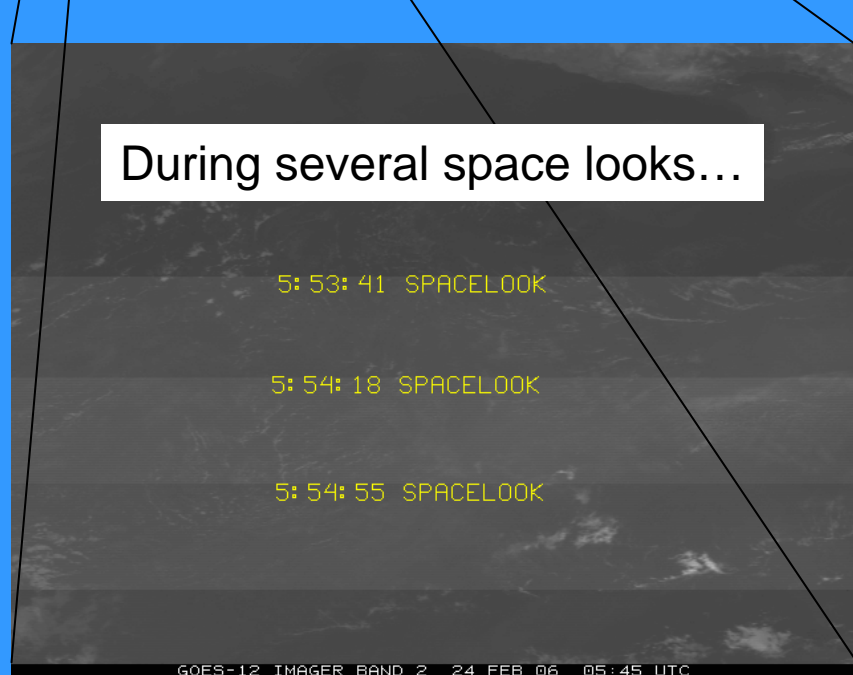 During several space looks…
5:53:41 SPACELOOK
5:54:18 SPACELOOK
5:54:55 SPACELOOK
GOES-12 IMAGER BAND 2 24 FEB 06 05:45 UTC